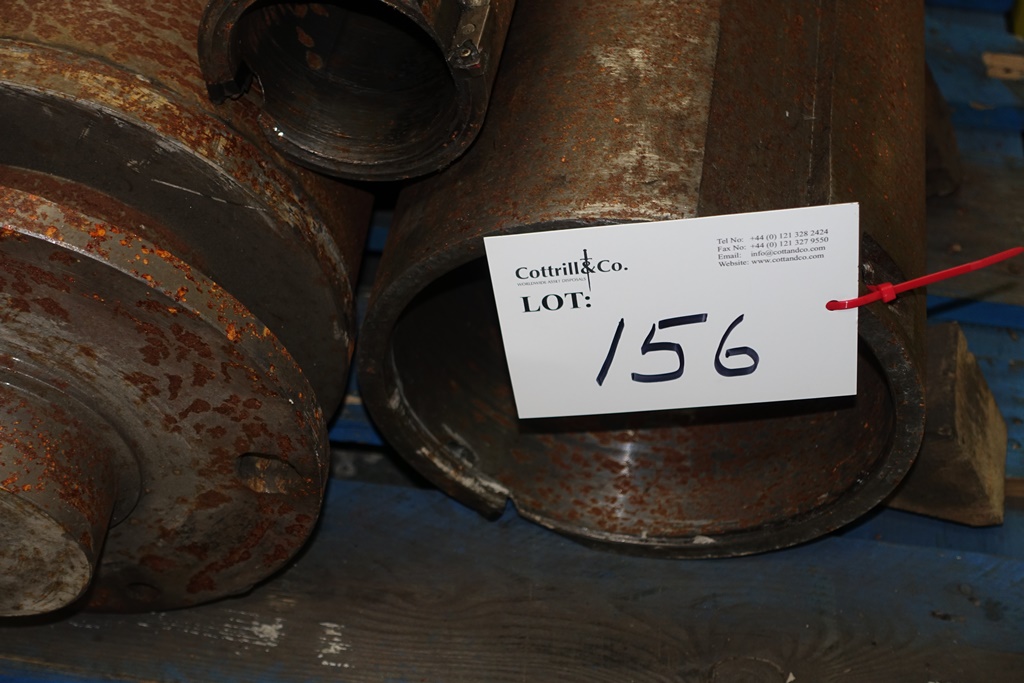 Cottrill&Co.
WORLDWIDE ASSET DISPOSALS
LOT:
Tel No: +44 (0) 121 328 2424
Fax No: +44 (0) 121 327 9550
Email: info@cottandco.com
Website: www.cottandco.com
156